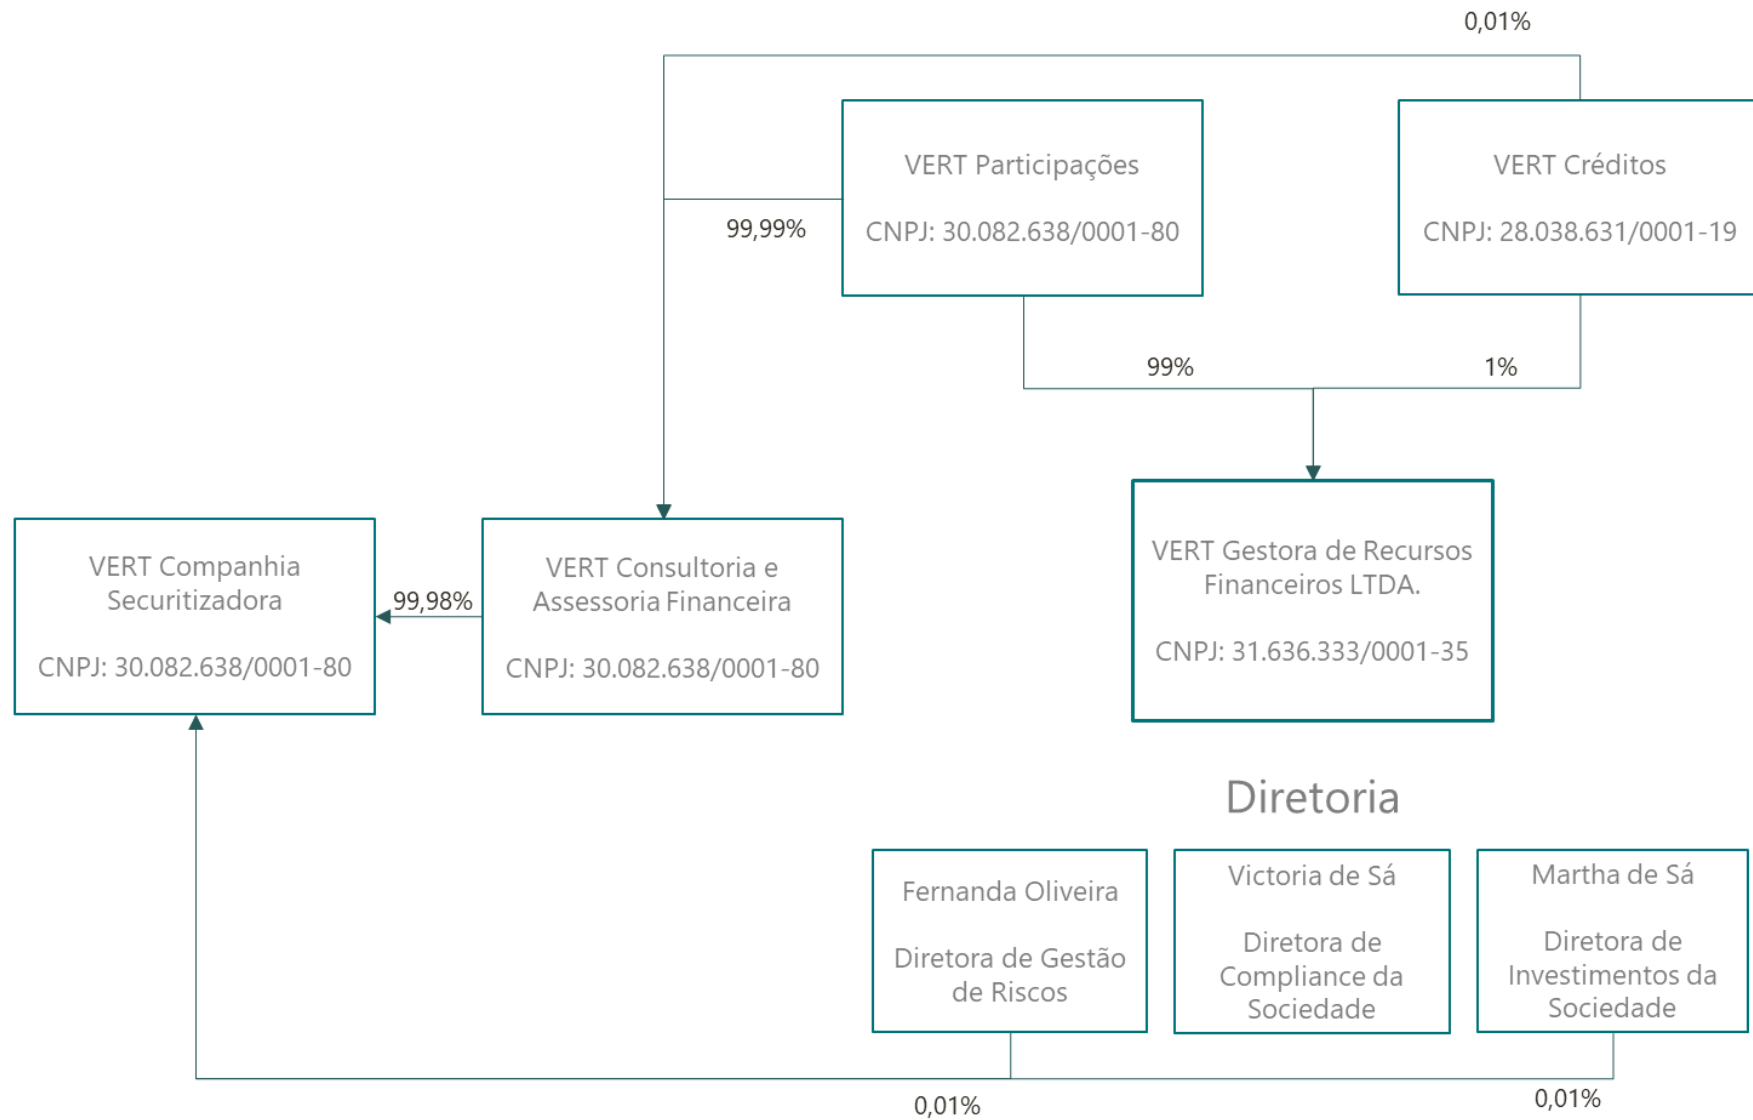 0,01%
VERT Participações
CNPJ: 30.082.638/0001-80
VERT Créditos
CNPJ: 28.038.631/0001-19
99,99%
99%
1%
VERT Companhia
Securitizadora
CNPJ: 30.082.638/0001-80
99,98%
VERT Consultoria e
Assessoria Financeira
CNPJ: 30.082.638/0001-80
VERT Gestora de Recursos
Financeiros LTDA.
CNPJ: 31.636.333/0001-35
Diretoria
Fernanda Oliveira
Diretora de Gestão
de Riscos
Victoria de Sá
Diretora de
Compliance da
Sociedade
Martha de Sá
Diretora de
Investimentos da
Sociedade
0,01%
0,01%